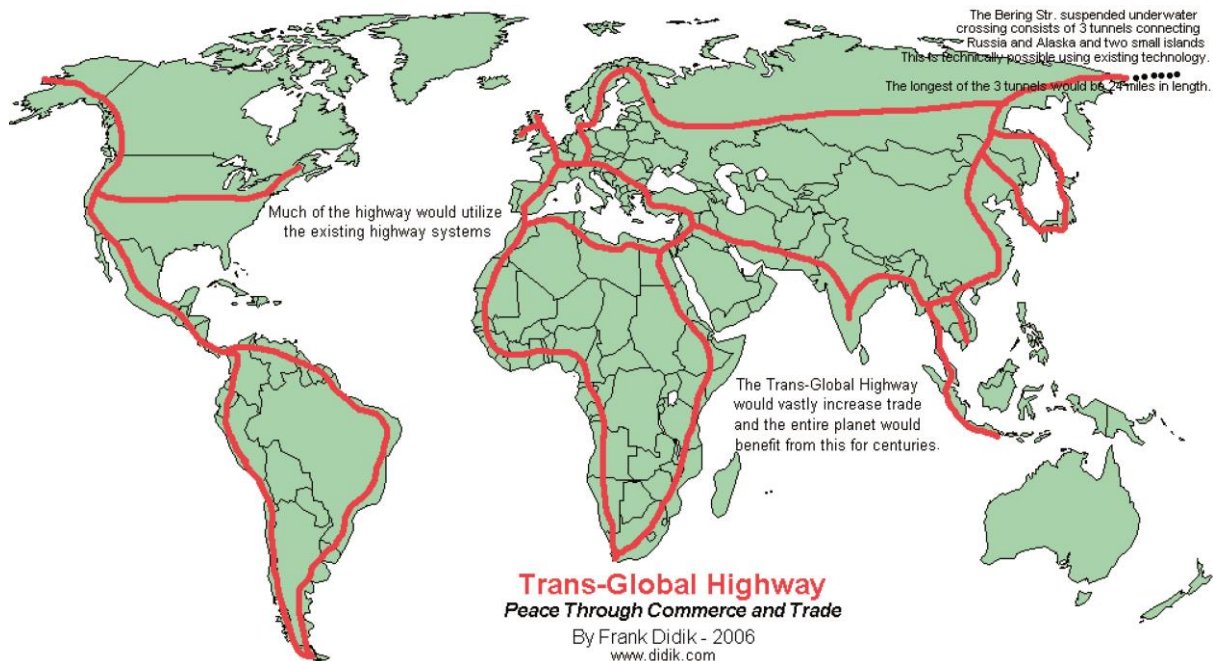 The Bering Str. suspended underwater
crossing consists of 3 tunnels connecting
Russia and Alaska and two small islands
This is technically possible using existing technology.
The longest of the 3 tunnels would be 24 miles in length.
Much of the highway would utilize
the existing highway systems
The Trans-Global Highway
would vastly increase trade
and the entire planet would
benefit from this for centuries.
Trans-Global Highway
Peace Through Commerce and Trade
By Frank Didik - 2006
www.didik.com